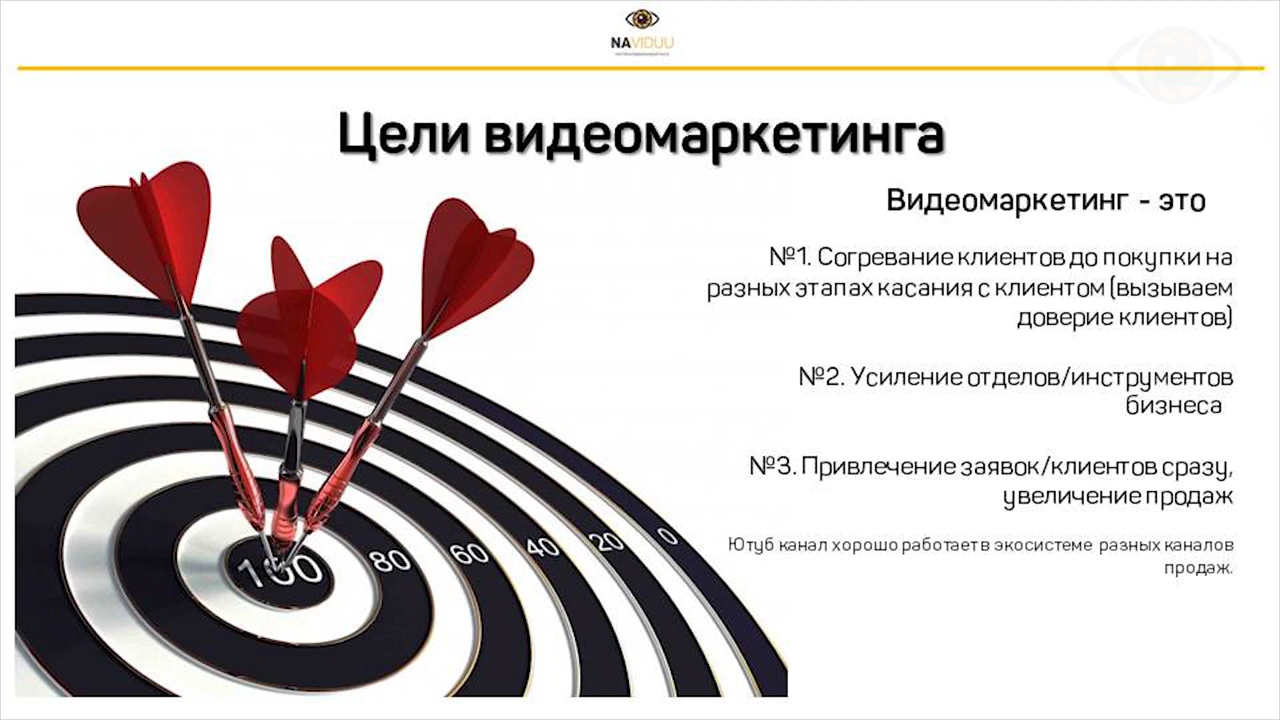 NAVIDUU
Цели видеомаркетинга
Видеомаркетинг - это
№1. Согревание клиентов до покупки на
разных этапах касания с клиентом (вызываем
доверие клиентов)
№2. Усиление отделов/инструментов
бизнеса
№3. Привлечение заявок/клиентов сразу,
увеличение продаж
Ютуб канал хорошо работает в экосистеме разных каналов
продаж.
100 80 60 40 20 0